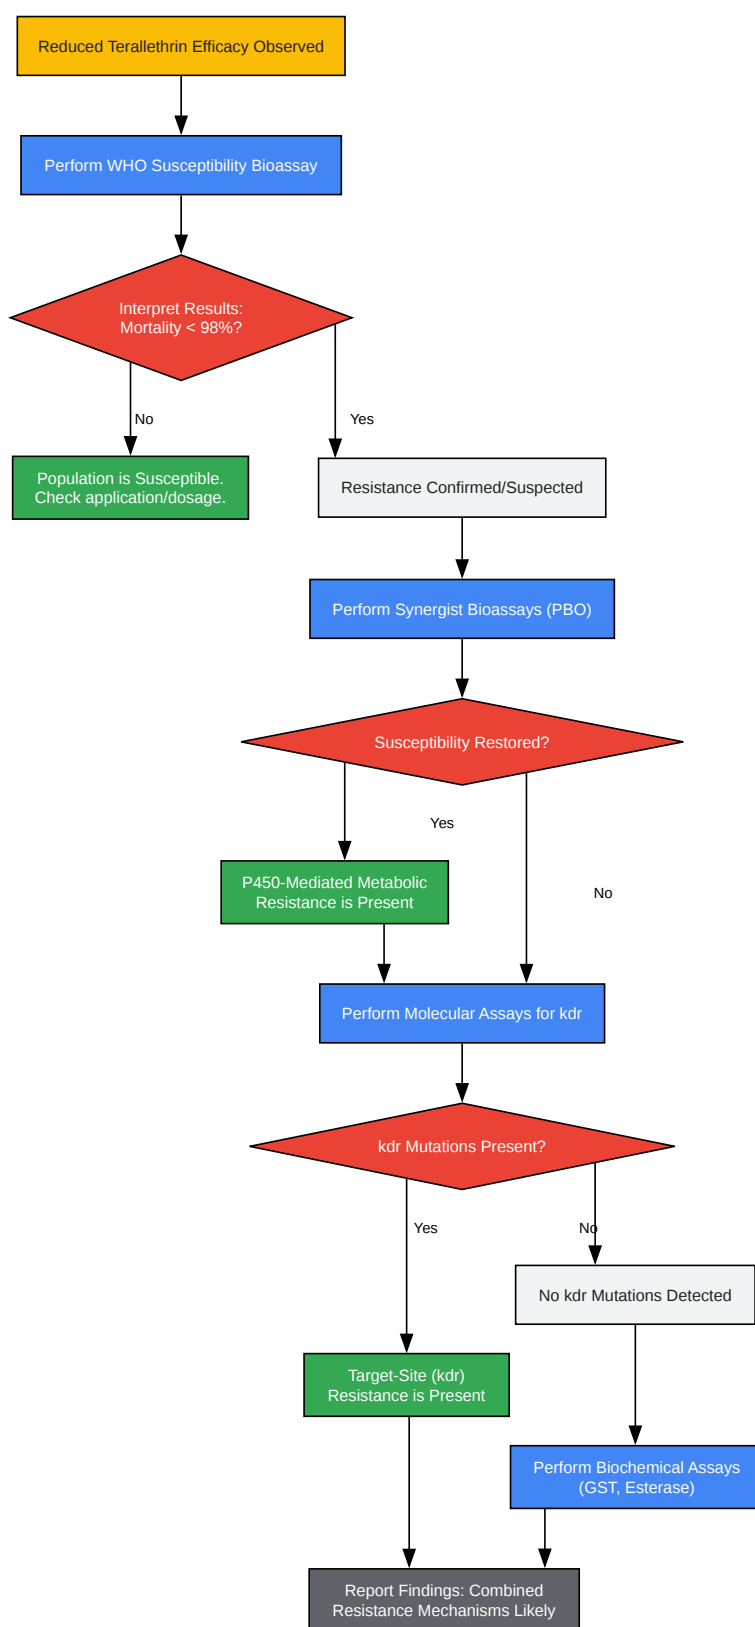 Reduced Terallethrin Efficacy Observed
Perform WHO Susceptibility Bioassay
Interpret Results:
Mortality < 98%?
No
Yes
Population is Susceptible.
Check application/dosage.
Resistance Confirmed/Suspected
Perform Synergist Bioassays (PBO)
Susceptibility Restored?
Yes
P450-Mediated Metabolic
Resistance is Present
No
Perform Molecular Assays for kdr
kdr Mutations Present?
Yes
No
No kdr Mutations Detected
Target-Site (kdr)
Resistance is Present
Perform Biochemical Assays
(GST, Esterase)
Report Findings: Combined
Resistance Mechanisms Likely